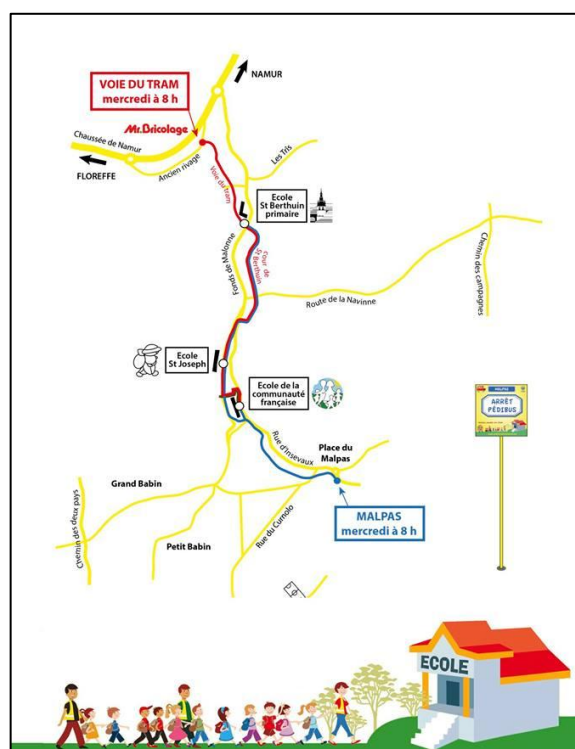 NAMUR
VOIE DU TRAM
mercredi à 8 h
Mr.Bricolage
Chaussée de Namur
FLOREFFE
Ancien rivage
Voie du tram
Les Tris
Ecole
St Berthuin
primaire
Fonds de Malonne
Cour de
St Berthuin
Route de la Navinne
Chemin des campagnes
Ecole
St Joseph
Ecole de la
communauté
française
ARRÊT
PÉDIBUS
Rue d'Insevaux
Place du
Malpas
Grand Babin
MALPAS
mercredi à 8 h
Chemin des deux pays
Petit Babin
Rue du Curnolo
ECOLE